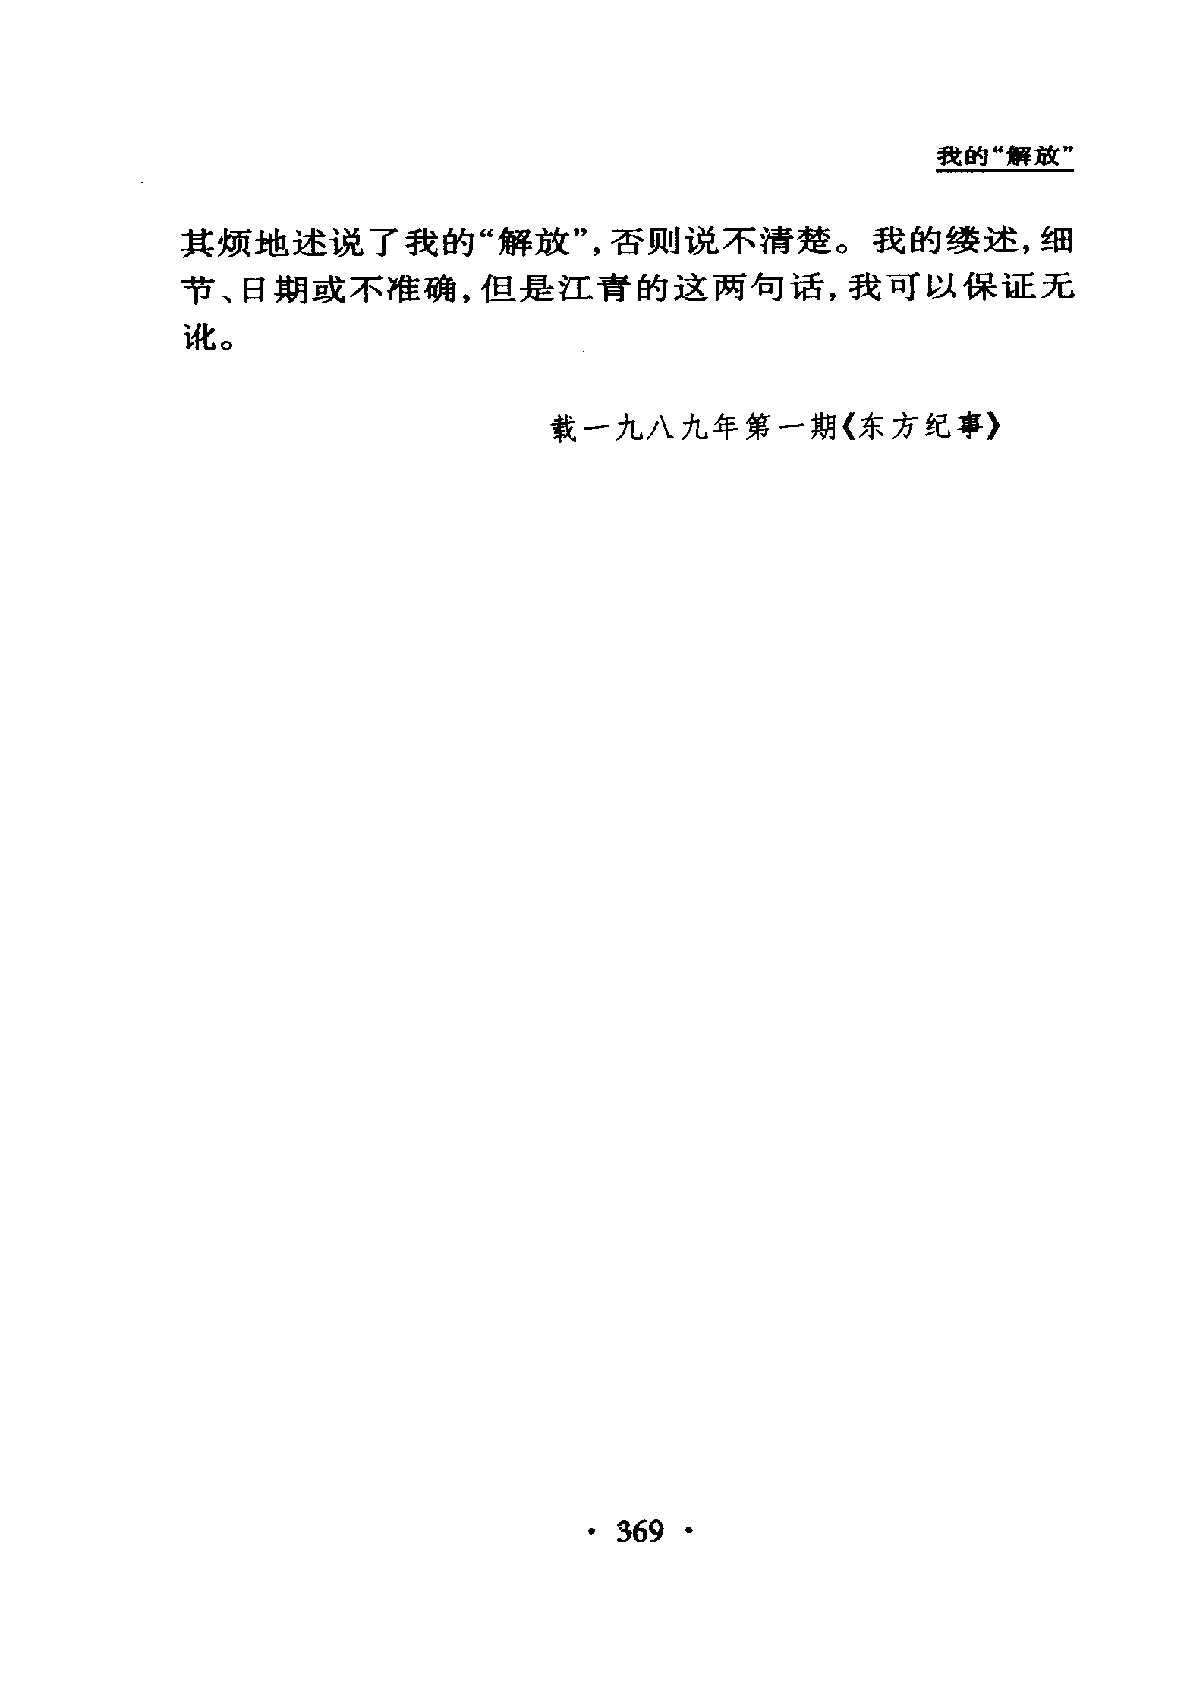 我的“解放”
其烦地述说了我的“解放”,否则说不清楚。我的缕述,细
节、日期或不准确,但是江青的这两句话,我可以保证无
讹。
载一九八九年第一期《东方纪事》
· 369 ·